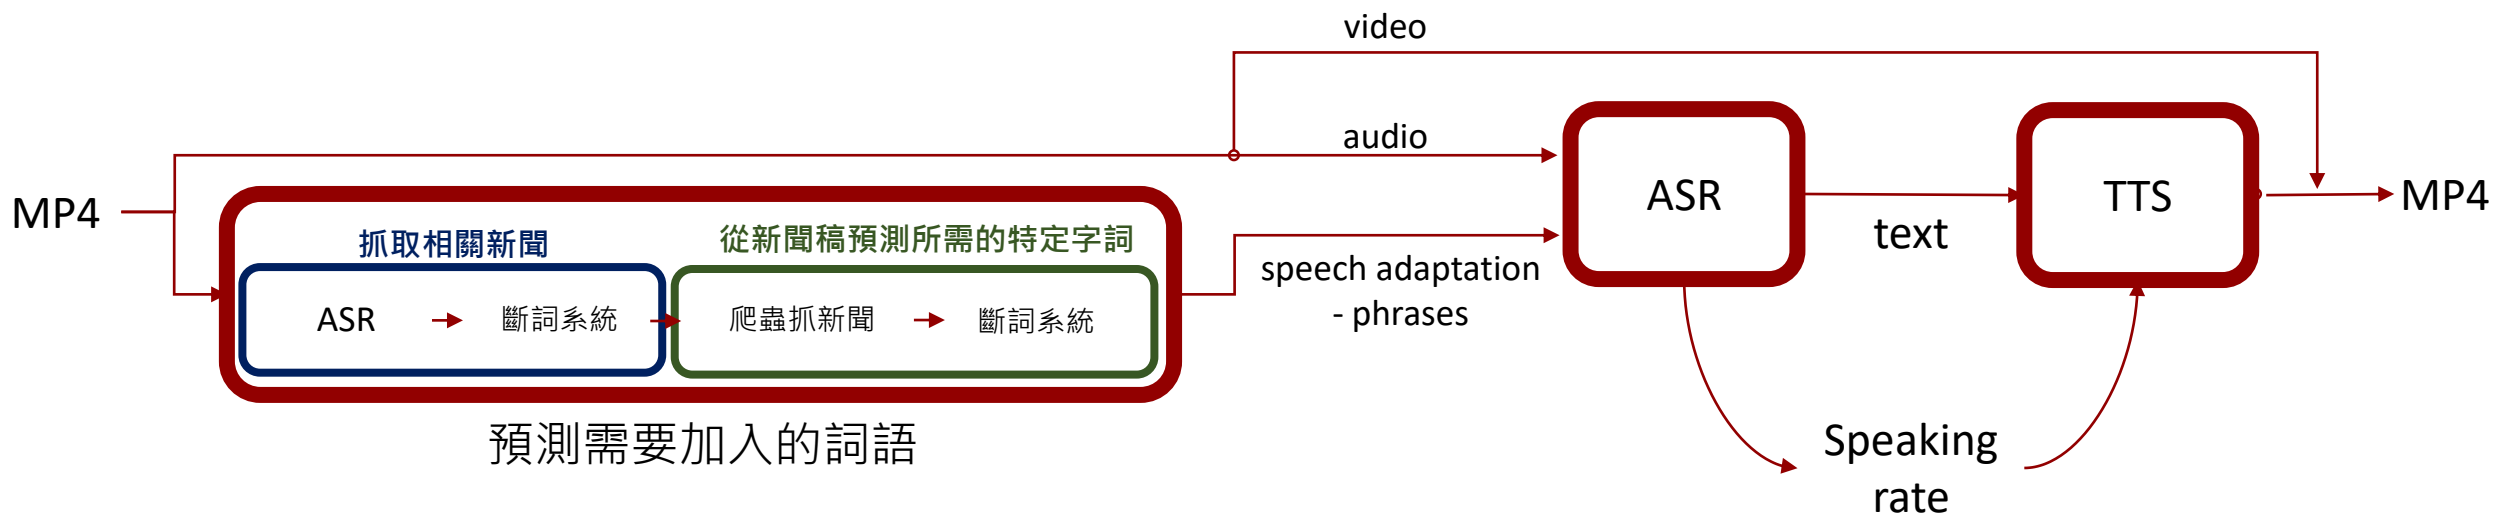 video
audio
MP4
抓取相關新聞
從新聞稿預測所需的特定字詞
ASR
斷詞系統
爬蟲抓新聞
斷詞系統
預測需要加入的詞語
speech adaptation
- phrases
ASR
text
TTS
MP4
Speaking
rate